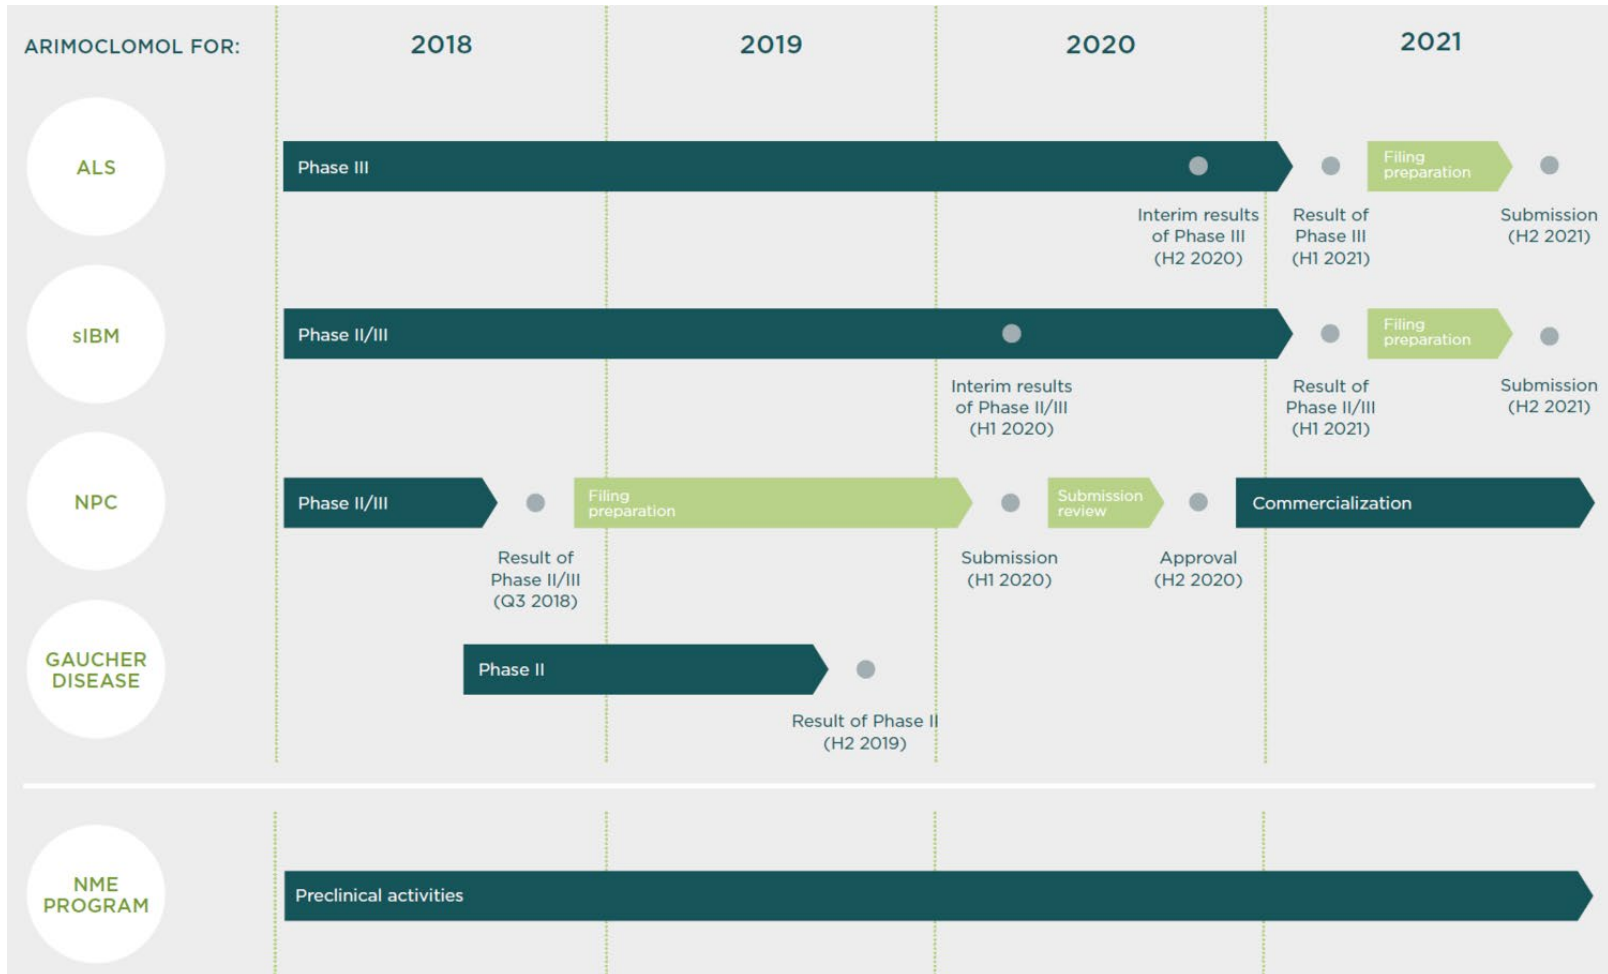 ARIMOCLOMOL FOR:
2018
2019
2020
2021
ALS
Phase III
Filing
preparation
Interim results
of Phase III
(H2 2020)
Result of
Phase III
(H1 2021)
Submission
(H2 2021)
sIBM
Phase II/III
Filing
preparation
Interim results
of Phase II/III
(H1 2020)
Result of
Phase II/III
(H1 2021)
Submission
(H2 2021)
NPC
Phase II/III
Filing
preparation
Submission
review
Commercialization
Result of
Phase II/III
(Q3 2018)
Submission
(H1 2020)
Approval
(H2 2020)
GAUCHER
DISEASE
Phase II
Result of Phase II
(H2 2019)
NME
PROGRAM
Preclinical activities